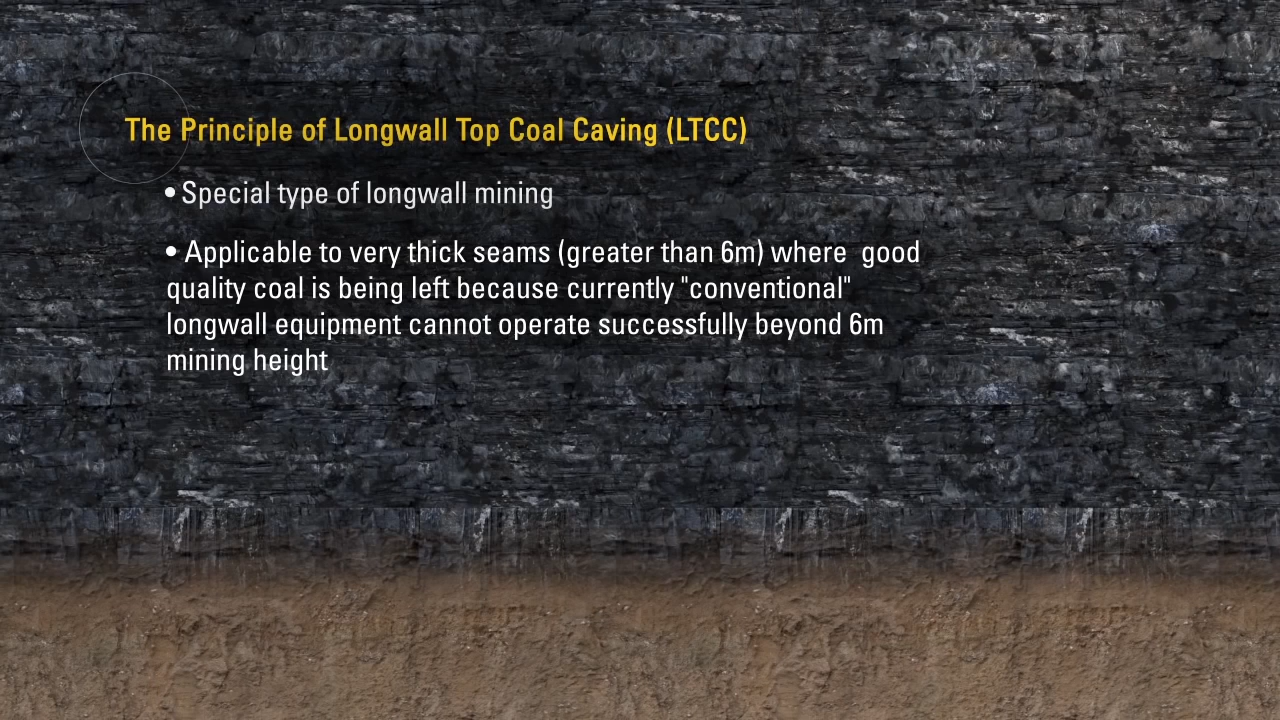 The Principle of Longwall Top Coal Caving (LTCC)
• Special type of longwall mining
• Applicable to very thick seams (greater than 6m) where  good
quality coal is being left because currently "conventional"
longwall equipment cannot operate successfully beyond 6m
mining height